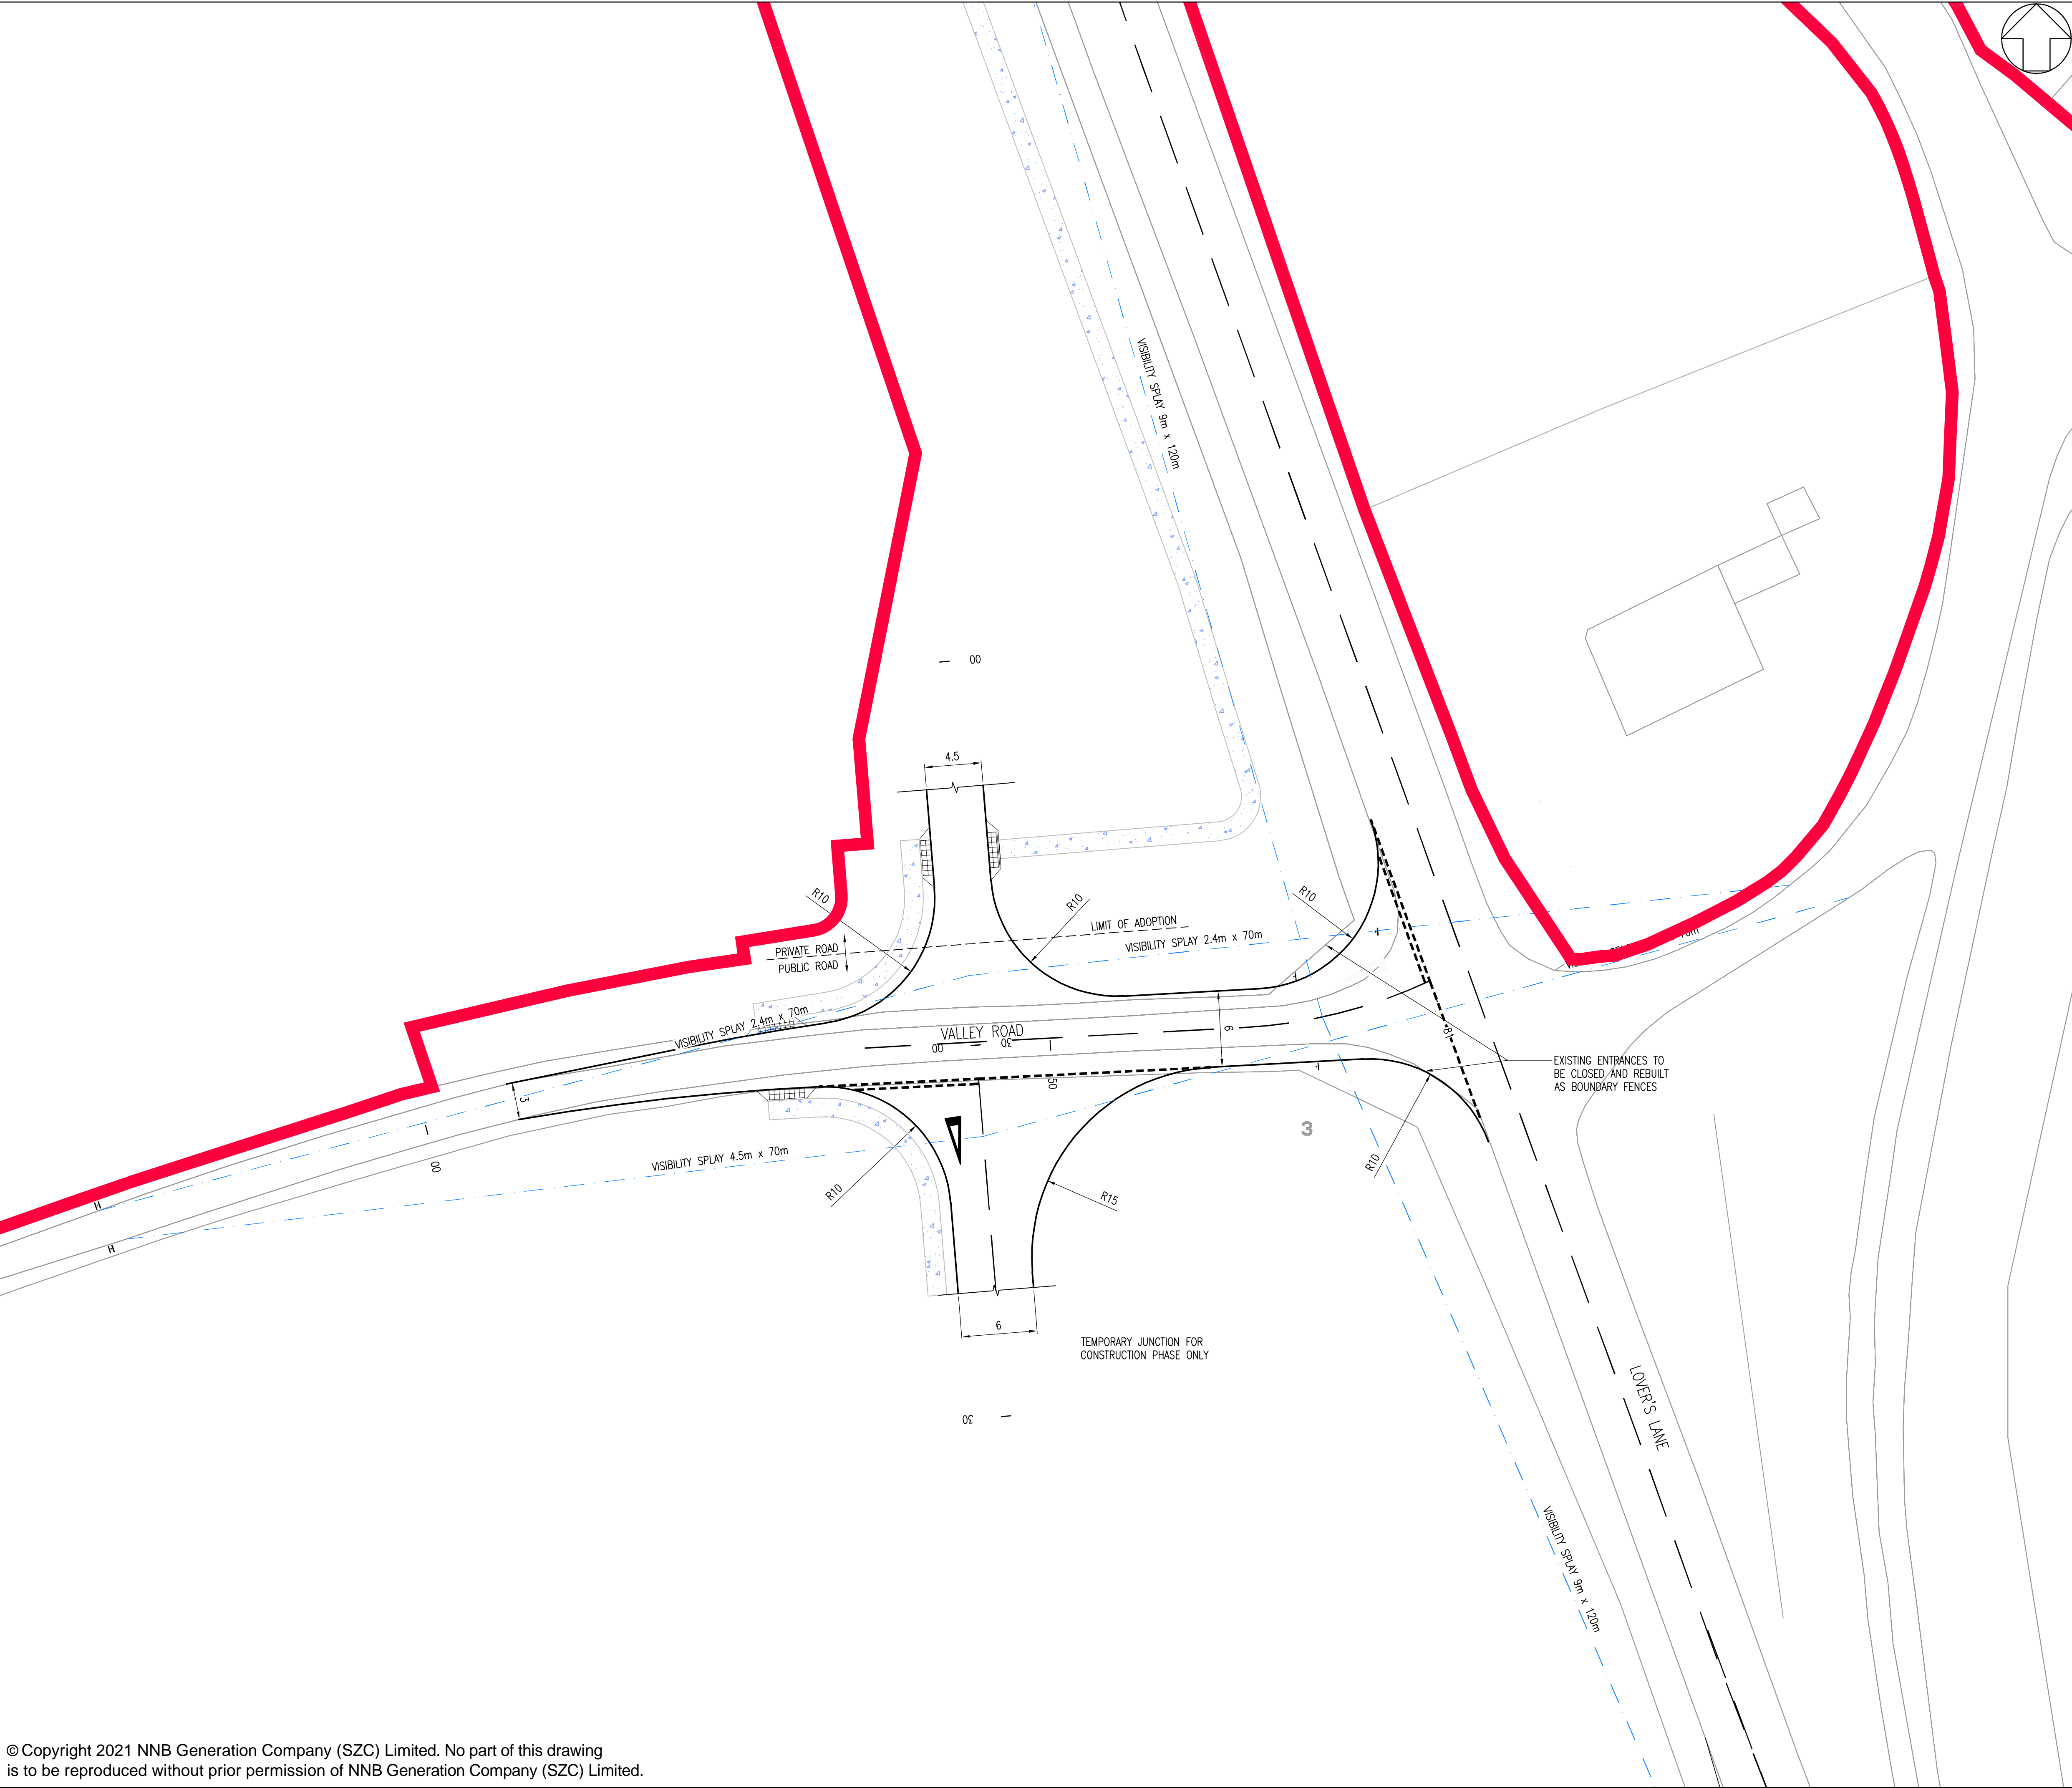 VISIBILITY SPLAY 9m x 120m
00
4.5
R10
R10
R10
LIMIT OF ADOPTION
PRIVATE ROAD
PUBLIC ROAD
VISIBILITY SPLAY 2.4m x 70m
70m
VISIBILITY SPLAY 2.4m x 70m
VALLEY ROAD
00
30
50
6
18
EXISTING ENTRANCES TO
BE CLOSED AND REBUILT
AS BOUNDARY FENCES
3
3
00
VISIBILITY SPLAY 4.5m x 70m
R10
R15
R10
H
H
6
TEMPORARY JUNCTION FOR
CONSTRUCTION PHASE ONLY
30
LOVER'S LANE
VISIBILITY SPLAY 9m x 120m
© Copyright 2021 NNB Generation Company (SZC) Limited. No part of this drawing
is to be reproduced without prior permission of NNB Generation Company (SZC) Limited.